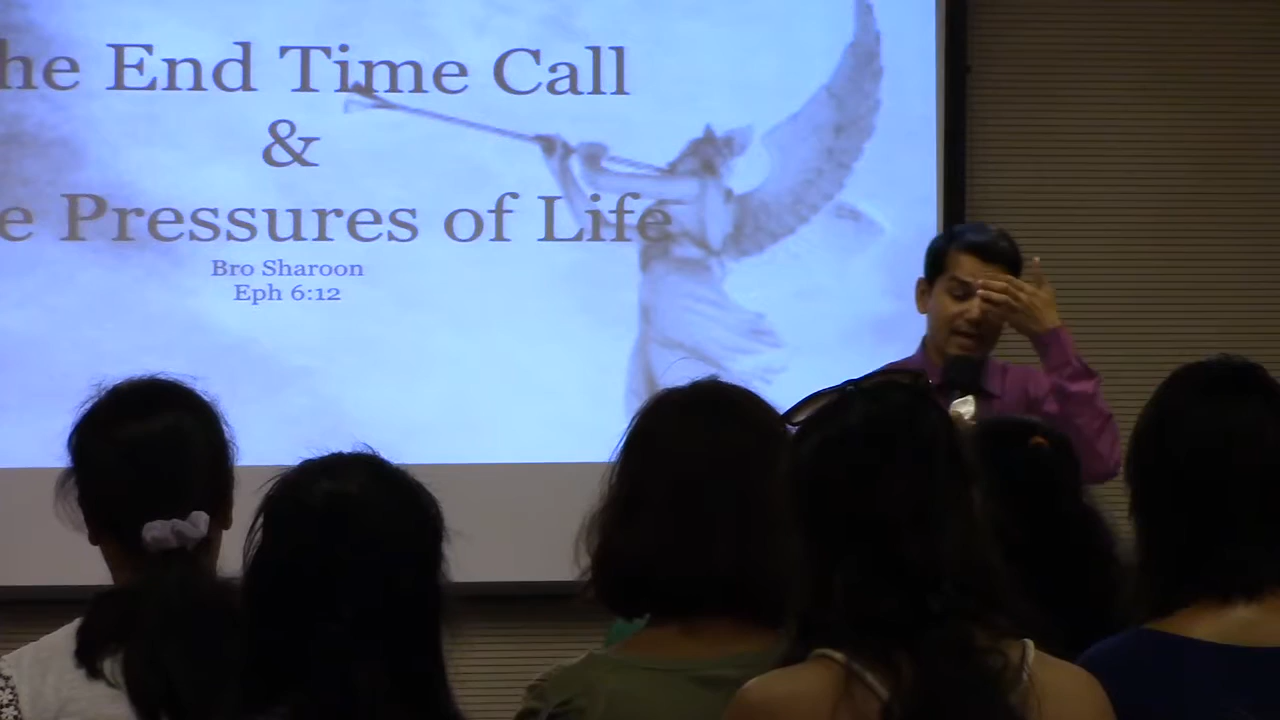 he End Time Call
&
e Pressures of Life
Bro Sharoon
Eph 6:12